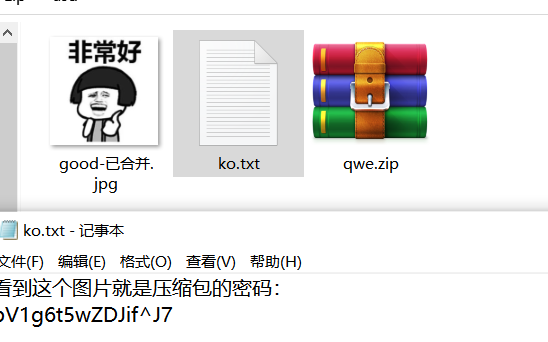 非常好
good-已合并.
jpg
ko.txt
qwe.zip
ko.txt - 记事本
文件(F) 编辑(E) 格式(O) 查看(V) 帮助(H)
看到这个图片就是压缩包的密码：
bV1g6t5wZDJif^J7